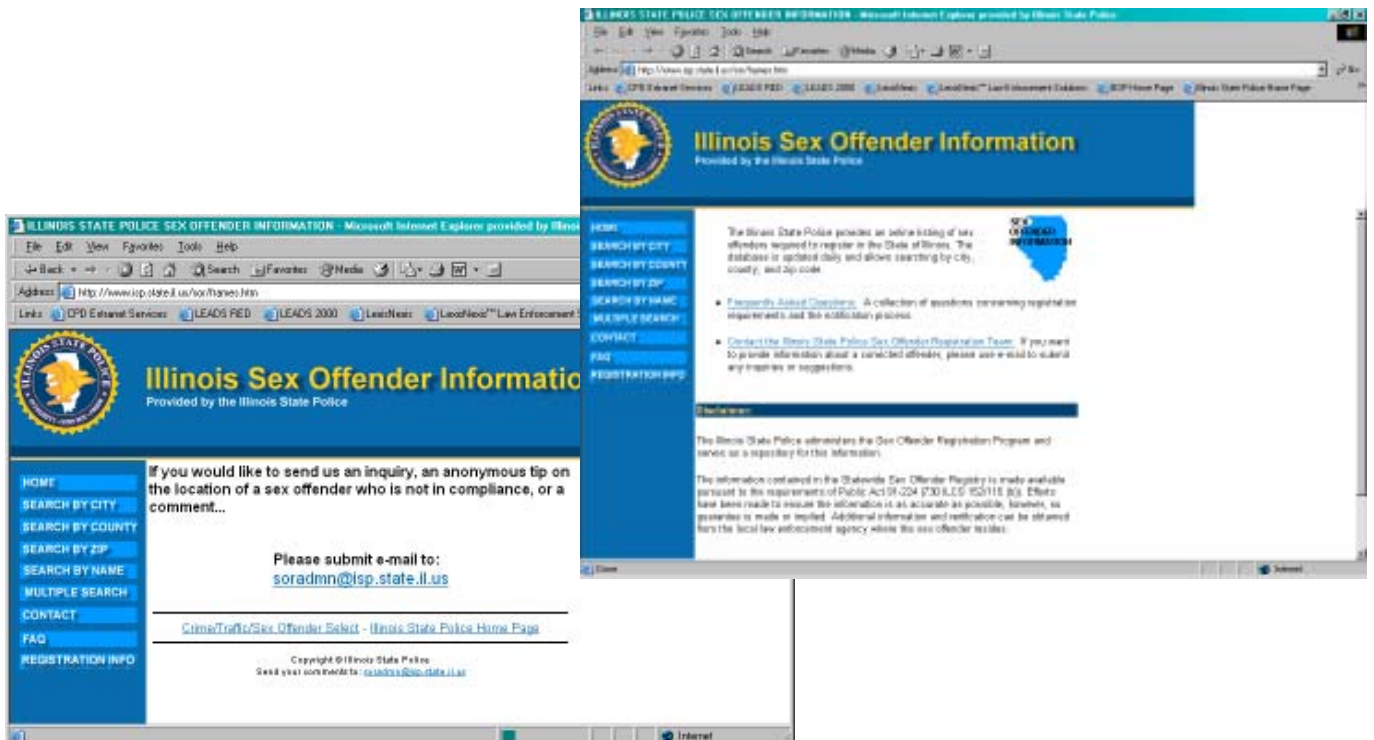 ILLINOIS STATE POLICE SEX OFFENDER INFORMATION - Microsoft Internet Explorer provided by Illinois State Police
File Edit View Favorites Tools Help
Search Favorites Media
Address http://www.isp.state.il.us/sor/frames.htm
Links CPD Extranet Services LEADS RED LEADS 2000 LexisNexis LexisNexis™ Law Enforcement Solutions Illinois State Police Home Page
Illinois Sex Offender Information
Provided by the Illinois State Police
HOME
SEARCH BY CITY
SEARCH BY COUNTY
SEARCH BY ZIP
SEARCH BY NAME
MULTIPLE SEARCH
CONTACT
FAQ
REGISTRATION INFO
The Illinois State Police provides an online listing of sex
offenders required to register in the State of Illinois. The
database is updated daily and allows searching by city,
county, and zip code.
SEX
OFFENDER
INFORMATION
• Frequently Asked Questions. A collection of questions concerning registration
requirements and the notification process.
• Contact the Illinois State Police Sex Offender Registration Team. If you want
to provide information about a convicted offender, please use e-mail to submit
any inquiries or suggestions.
Disclaimer:
The Illinois State Police administers the Sex Offender Registration Program and
serves as a repository for this information.
The information contained in the Statewide Sex Offender Registry is made available
pursuant to the requirements of Public Act 91-224 (730 ILCS 152/115 (b)). Efforts
have been made to ensure the information is as accurate as possible, however, no
guarantee is made or implied. Additional information and verification can be obtained
from the local law enforcement agency where the sex offender resides.
Done
Internet
ILLINOIS STATE POLICE SEX OFFENDER INFORMATION - Microsoft Internet Explorer provided by Illinois
File Edit View Favorites Tools Help
Back Search Favorites Media
Address http://www.isp.state.il.us/sor/frames.htm
Links CPD Extranet Services LEADS RED LEADS 2000 LexisNexis LexisNexis™ Law Enforcement S
ILLINOIS STATE POLICE
Illinois Sex Offender Informatio
Provided by the Illinois State Police
HOME
SEARCH BY CITY
SEARCH BY COUNTY
SEARCH BY ZIP
SEARCH BY NAME
MULTIPLE SEARCH
CONTACT
FAQ
REGISTRATION INFO
If you would like to send us an inquiry, an anonymous tip on
the location of a sex offender who is not in compliance, or a
comment...
Please submit e-mail to:
soradmn@isp.state.il.us
Crime/Traffic/Sex Offender Select - Illinois State Police Home Page
Copyright © Illinois State Police
Send your comments to: soradmn@isp.state.il.us
Internet